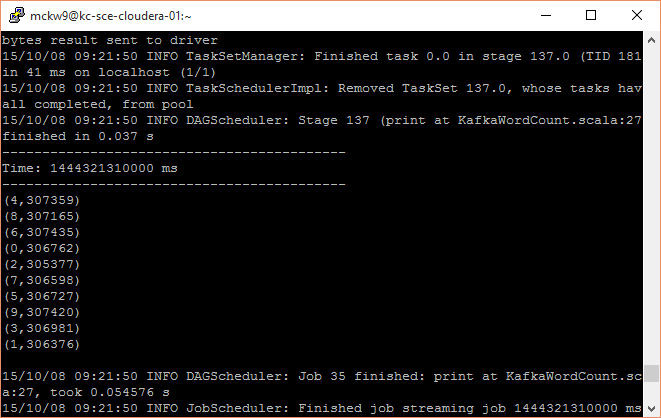 mckw9@kc-sce-cloudera-01:~
bytes result sent to driver
15/10/08 09:21:50 INFO TaskSetManager: Finished task 0.0 in stage 137.0 (TID 181
in 41 ms on localhost (1/1)
15/10/08 09:21:50 INFO TaskSchedulerImpl: Removed TaskSet 137.0, whose tasks hav
all completed, from pool
15/10/08 09:21:50 INFO DAGScheduler: Stage 137 (print at KafkaWordCount.scala:27
finished in 0.037 s
-------------------------------------------
Time: 1444321310000 ms
-------------------------------------------
(4,307359)
(8,307165)
(6,307435)
(0,306762)
(2,305377)
(7,306598)
(5,306727)
(9,307420)
(3,306981)
(1,306376)
15/10/08 09:21:50 INFO DAGScheduler: Job 35 finished: print at KafkaWordCount.sc
a:27, took 0.054576 s
15/10/08 09:21:50 INFO JobScheduler: Finished job streaming job 1444321310000 ms